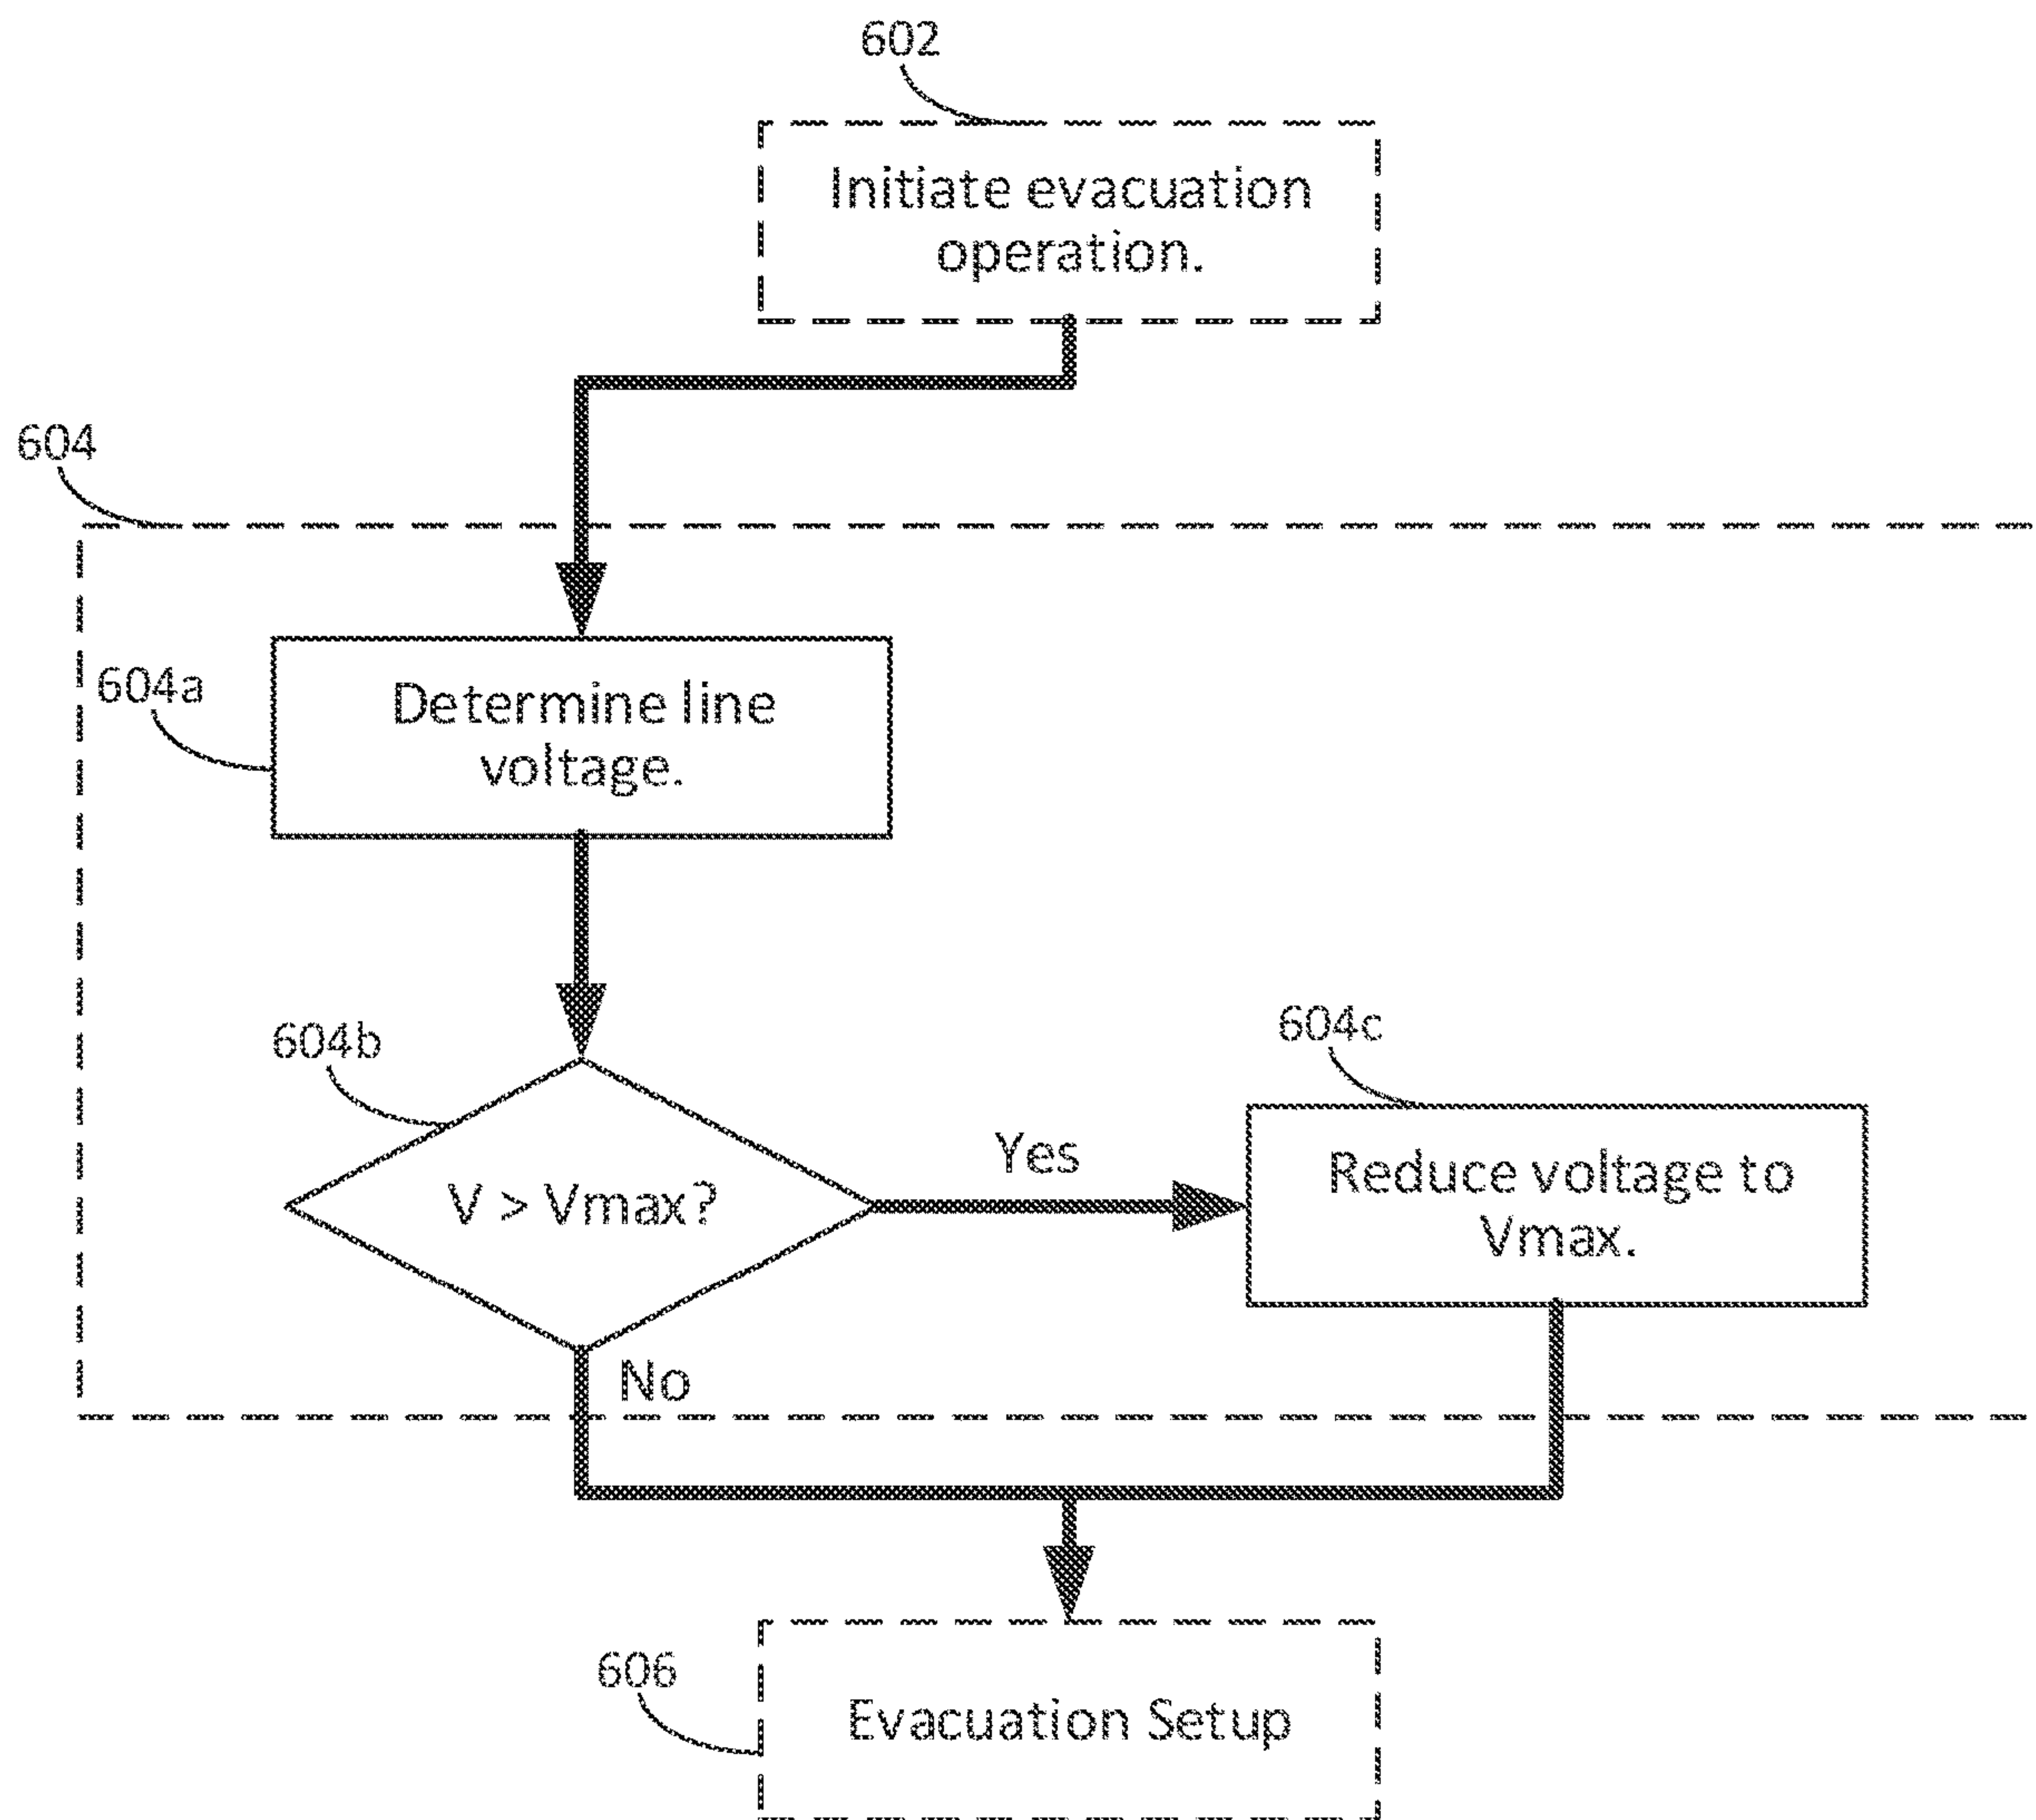 602
Initiate evacuation
operation.
604
604a
Determine line
voltage.
604b
V > Vmax?
Yes
604c
Reduce voltage to
Vmax.
No
606
Evacuation Setup